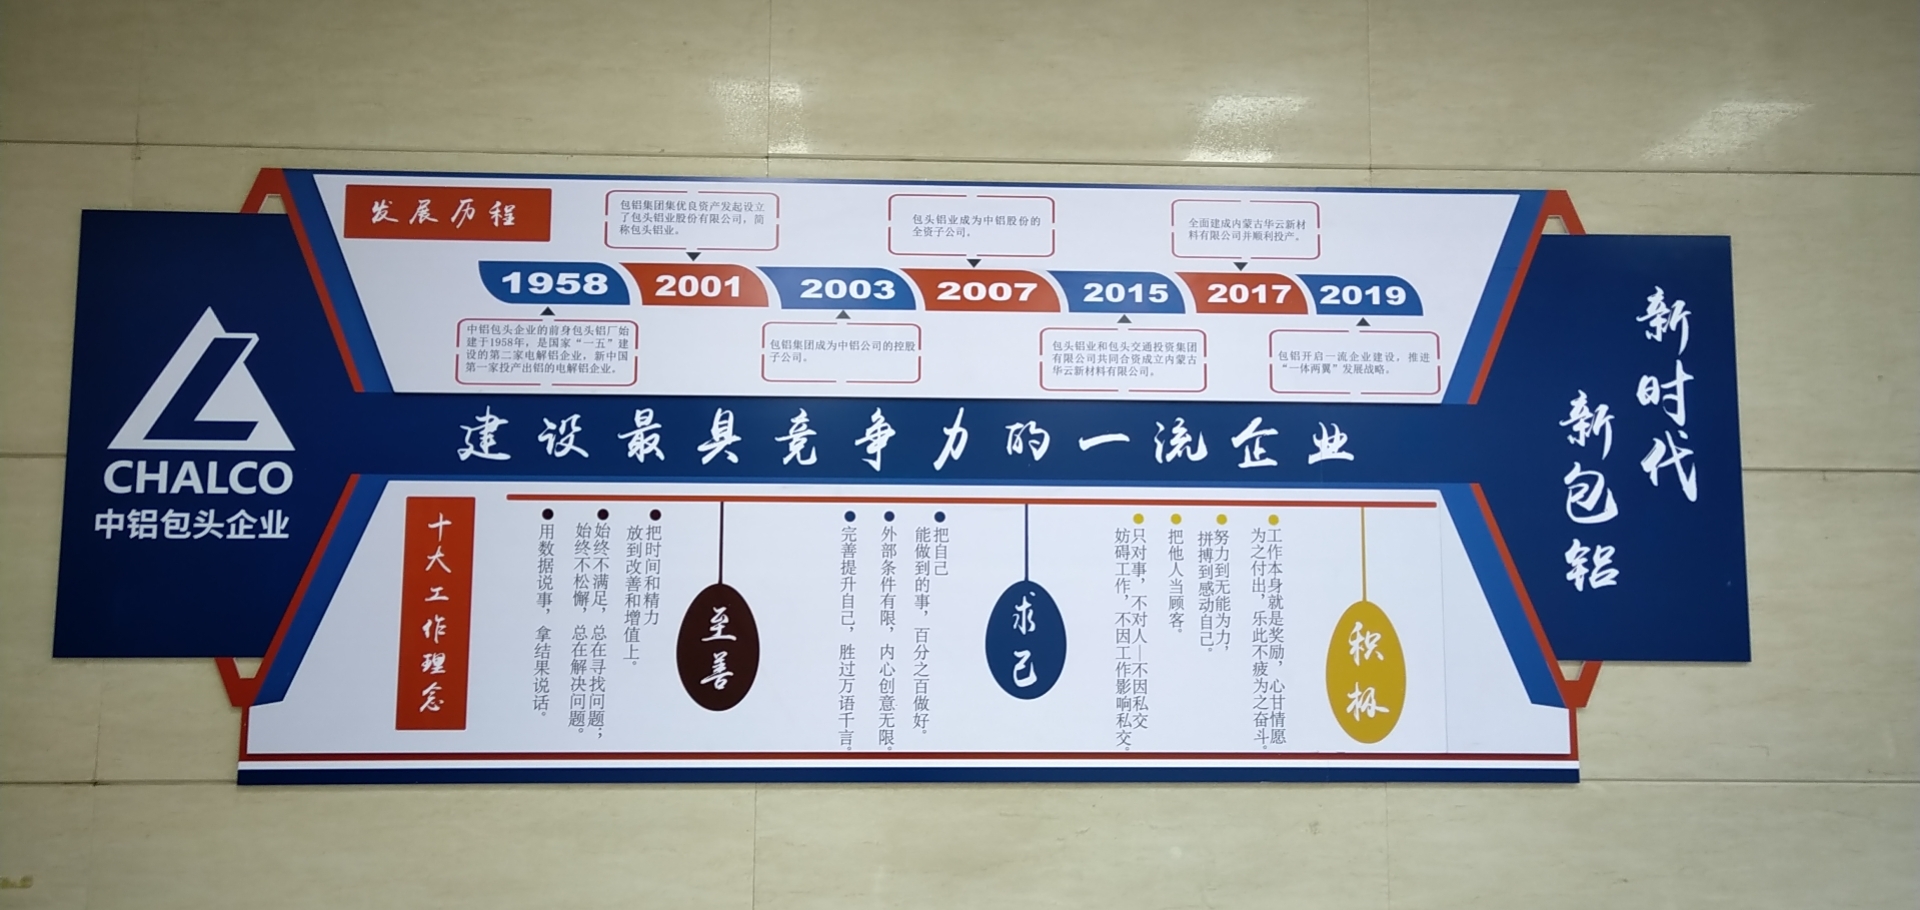 CHALCO
中铝包头企业
发展历程
1958
中铝包头企业的前身包头铝厂始
建于1958年，是国家“一五”建
设的第二家电解铝企业，新中国
第一家投产出铝的电解铝企业。
2001
包铝集团集优良资产发起设立
了包头铝业股份有限公司，简
称包头铝业。
2003
包铝集团成为中铝公司的控股
子公司。
2007
包头铝业成为中铝股份的
全资子公司。
2015
包头铝业和包头交通投资集团
有限公司共同合资成立内蒙古
华云新材料有限公司。
2017
全面建成内蒙古华云新材
料有限公司并顺利投产。
2019
包铝开启一流企业建设，推进
“一体两翼”发展战略。
建设最具竞争力的一流企业
新时代
新包铝
十大工作理念
积极
工作本身就是奖励，心甘情愿
为之付出，乐此不疲为之奋斗。
努力到无能为力，
拼搏到感动自己。
把他人当顾客。
只对事，不对人—不因私交
妨碍工作，不因工作影响私交。
求己
把自己
能做到的事，百分之百做好。
外部条件有限，内心创意无限。
完善提升自己，胜过万语千言。
至善
把时间和精力
放到改善和增值上。
始终不满足，总在寻找问题；
始终不松懈，总在解决问题。
用数据说事，拿结果说话。